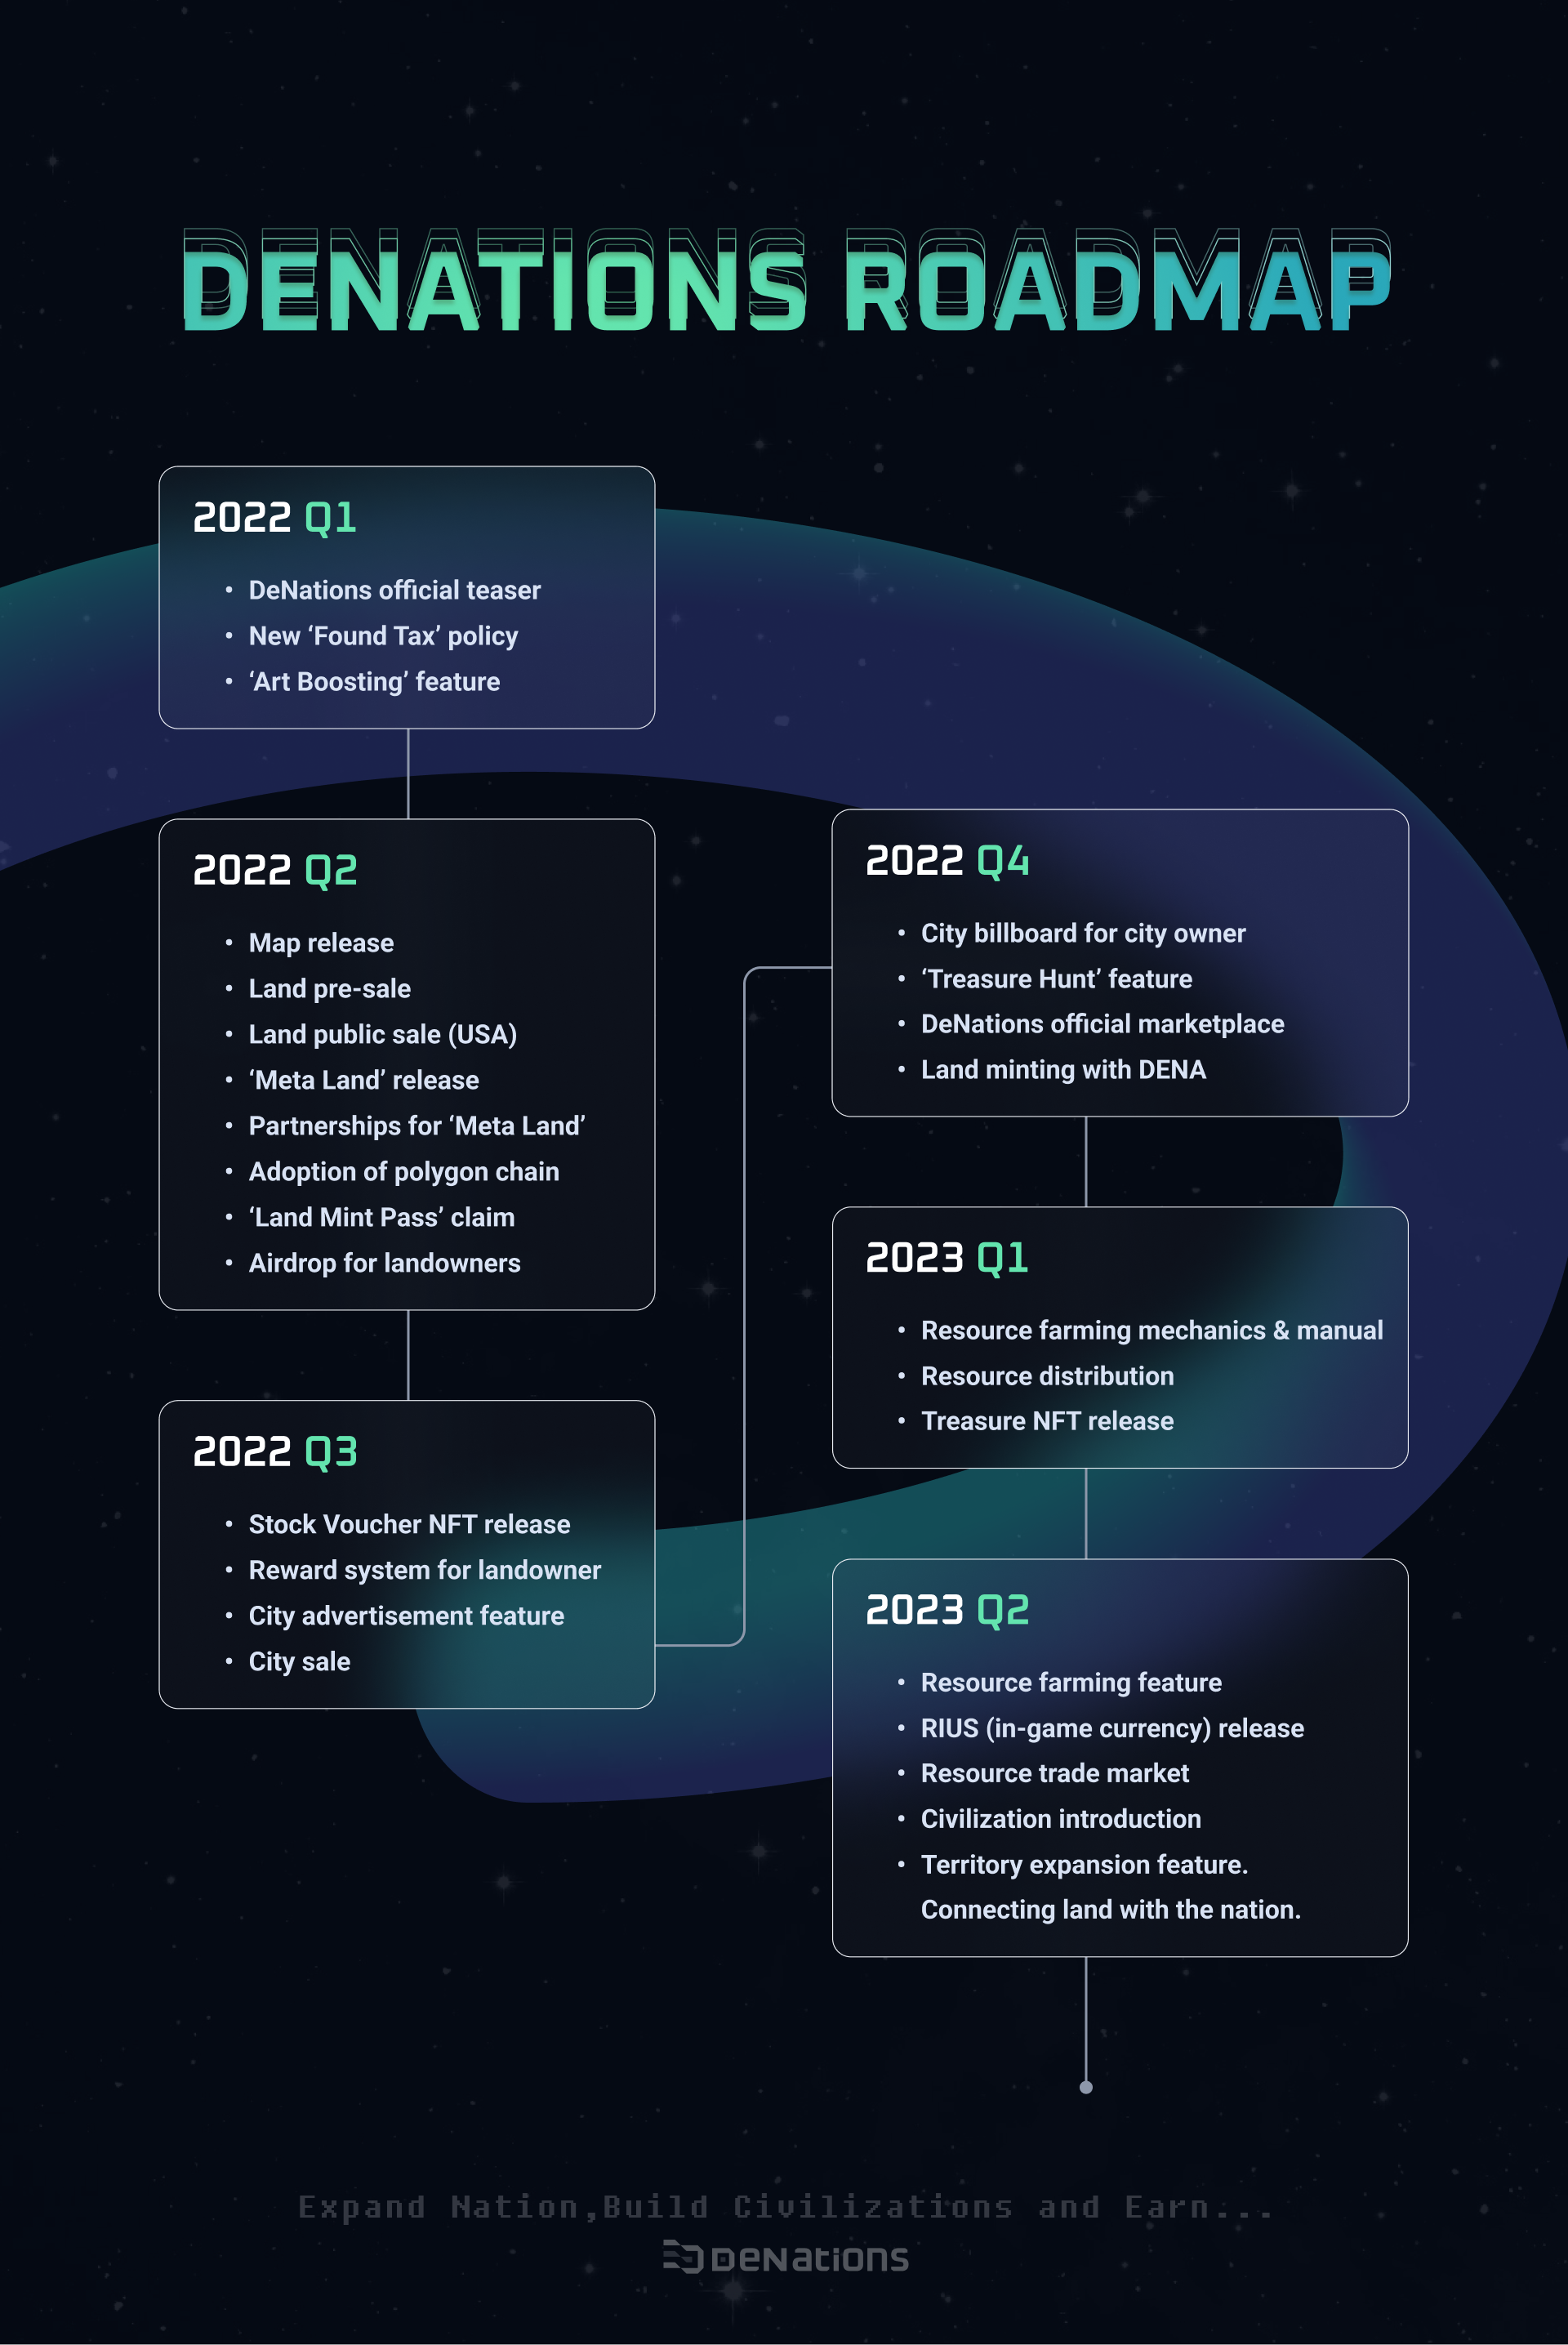 DENATIONS ROADMAP
2022 Q1
• DeNations official teaser
• New ‘Found Tax’ policy
• ‘Art Boosting’ feature
2022 Q2
• Map release
• Land pre-sale
• Land public sale (USA)
• ‘Meta Land’ release
• Partnerships for ‘Meta Land’
• Adoption of polygon chain
• ‘Land Mint Pass’ claim
• Airdrop for landowners
2022 Q3
• Stock Voucher NFT release
• Reward system for landowner
• City advertisement feature
• City sale
2022 Q4
• City billboard for city owner
• ‘Treasure Hunt’ feature
• DeNations official marketplace
• Land minting with DENA
2023 Q1
• Resource farming mechanics & manual
• Resource distribution
• Treasure NFT release
2023 Q2
• Resource farming feature
• RIUS (in-game currency) release
• Resource trade market
• Civilization introduction
• Territory expansion feature.
Connecting land with the nation.
Expand Nation,Build Civilizations and Earn...
DeNations